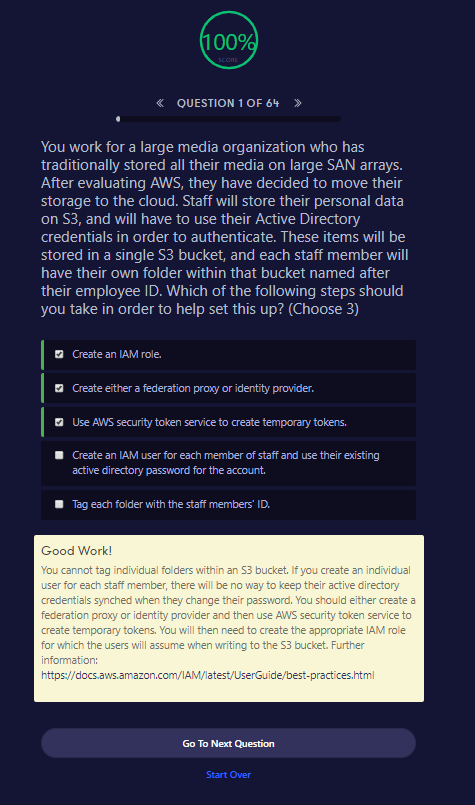 100%
SCORE
QUESTION 1 OF 64
You work for a large media organization who has
traditionally stored all their media on large SAN arrays.
After evaluating AWS, they have decided to move their
storage to the cloud. Staff will store their personal data
on S3, and will have to use their Active Directory
credentials in order to authenticate. These items will be
stored in a single S3 bucket, and each staff member will
have their own folder within that bucket named after
their employee ID. Which of the following steps should
you take in order to help set this up? (Choose 3)
Create an IAM role.
Create either a federation proxy or identity provider.
Use AWS security token service to create temporary tokens.
Create an IAM user for each member of staff and use their existing
active directory password for the account.
Tag each folder with the staff members' ID.
Good Work!
You cannot tag individual folders within an S3 bucket. If you create an individual
user for each staff member, there will be no way to keep their active directory
credentials synched when they change their password. You should either create a
federation proxy or identity provider and then use AWS security token service to
create temporary tokens. You will then need to create the appropriate IAM role
for which the users will assume when writing to the S3 bucket. Further
information:
https://docs.aws.amazon.com/IAM/latest/UserGuide/best-practices.html
Go To Next Question
Start Over